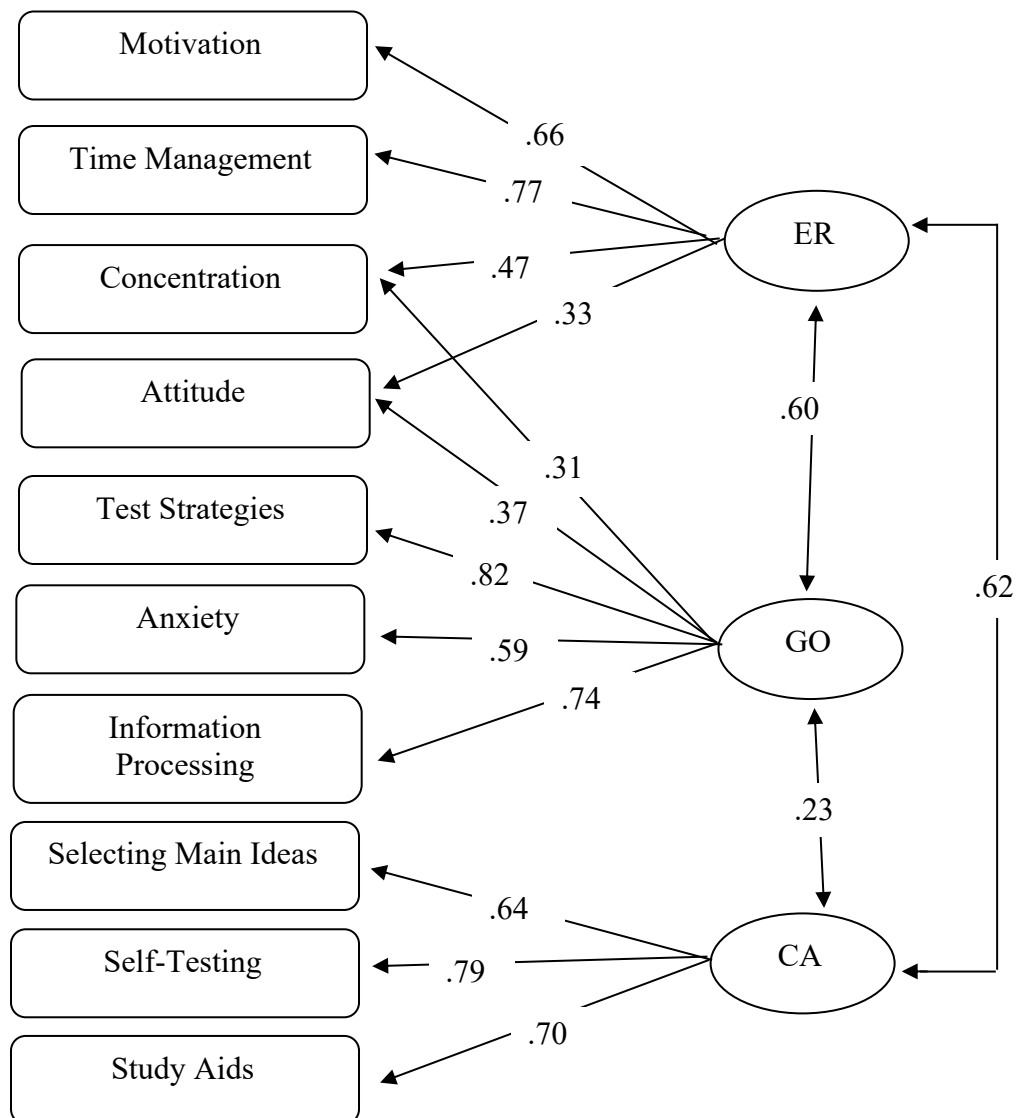 Motivation
.66
Time Management
.77
ER
Concentration
.47
.33
Attitude
.60
.31
Test Strategies
.37
.82
.62
Anxiety
.59
GO
.74
Information
Processing
.23
Selecting Main Ideas
.64
Self-Testing
.79
CA
.70
Study Aids